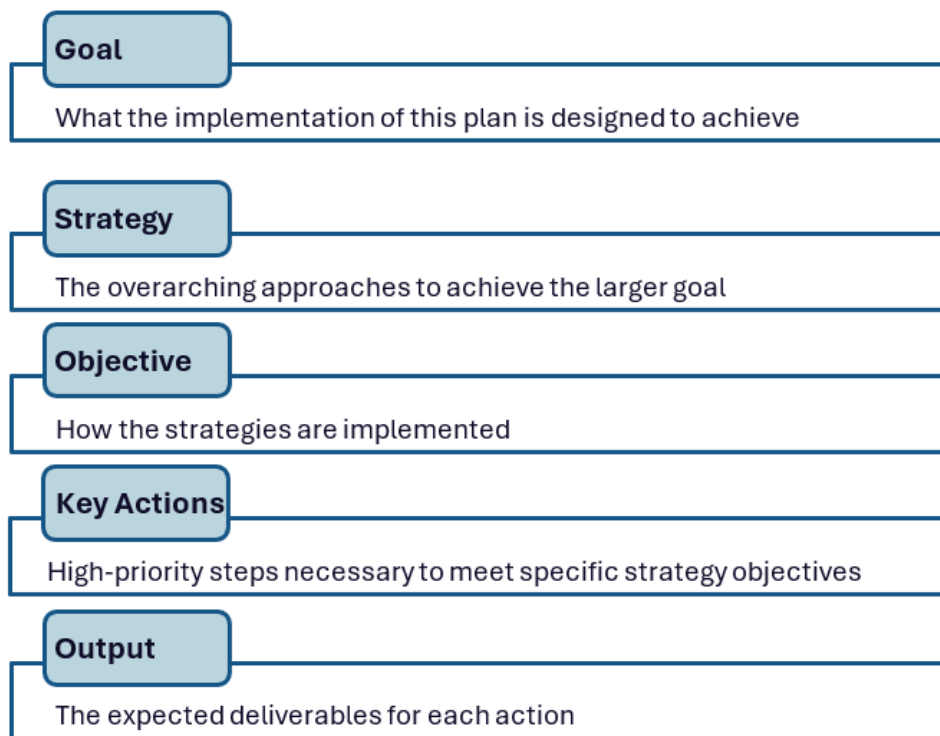 Goal
What the implementation of this plan is designed to achieve
Strategy
The overarching approaches to achieve the larger goal
Objective
How the strategies are implemented
Key Actions
High-priority steps necessary to meet specific strategy objectives
Output
The expected deliverables for each action